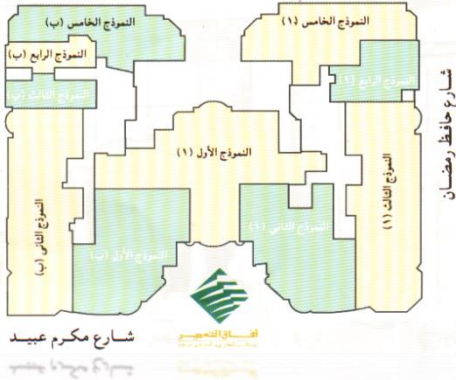 النموذج الخامس (ب)
النموذج الخامس (١)
النموذج الرابع (ب)
النموذج الرابع (١)
النموذج الثالث (ب)
شارع حافظ رمضان
النموذج الأول (١)
النموذج الثالث (١)
النموذج الثاني (١)
النموذج الثانى (ب)
النموذج الأول (ب)
آفاق التعمير
شارع مكرم عبيد